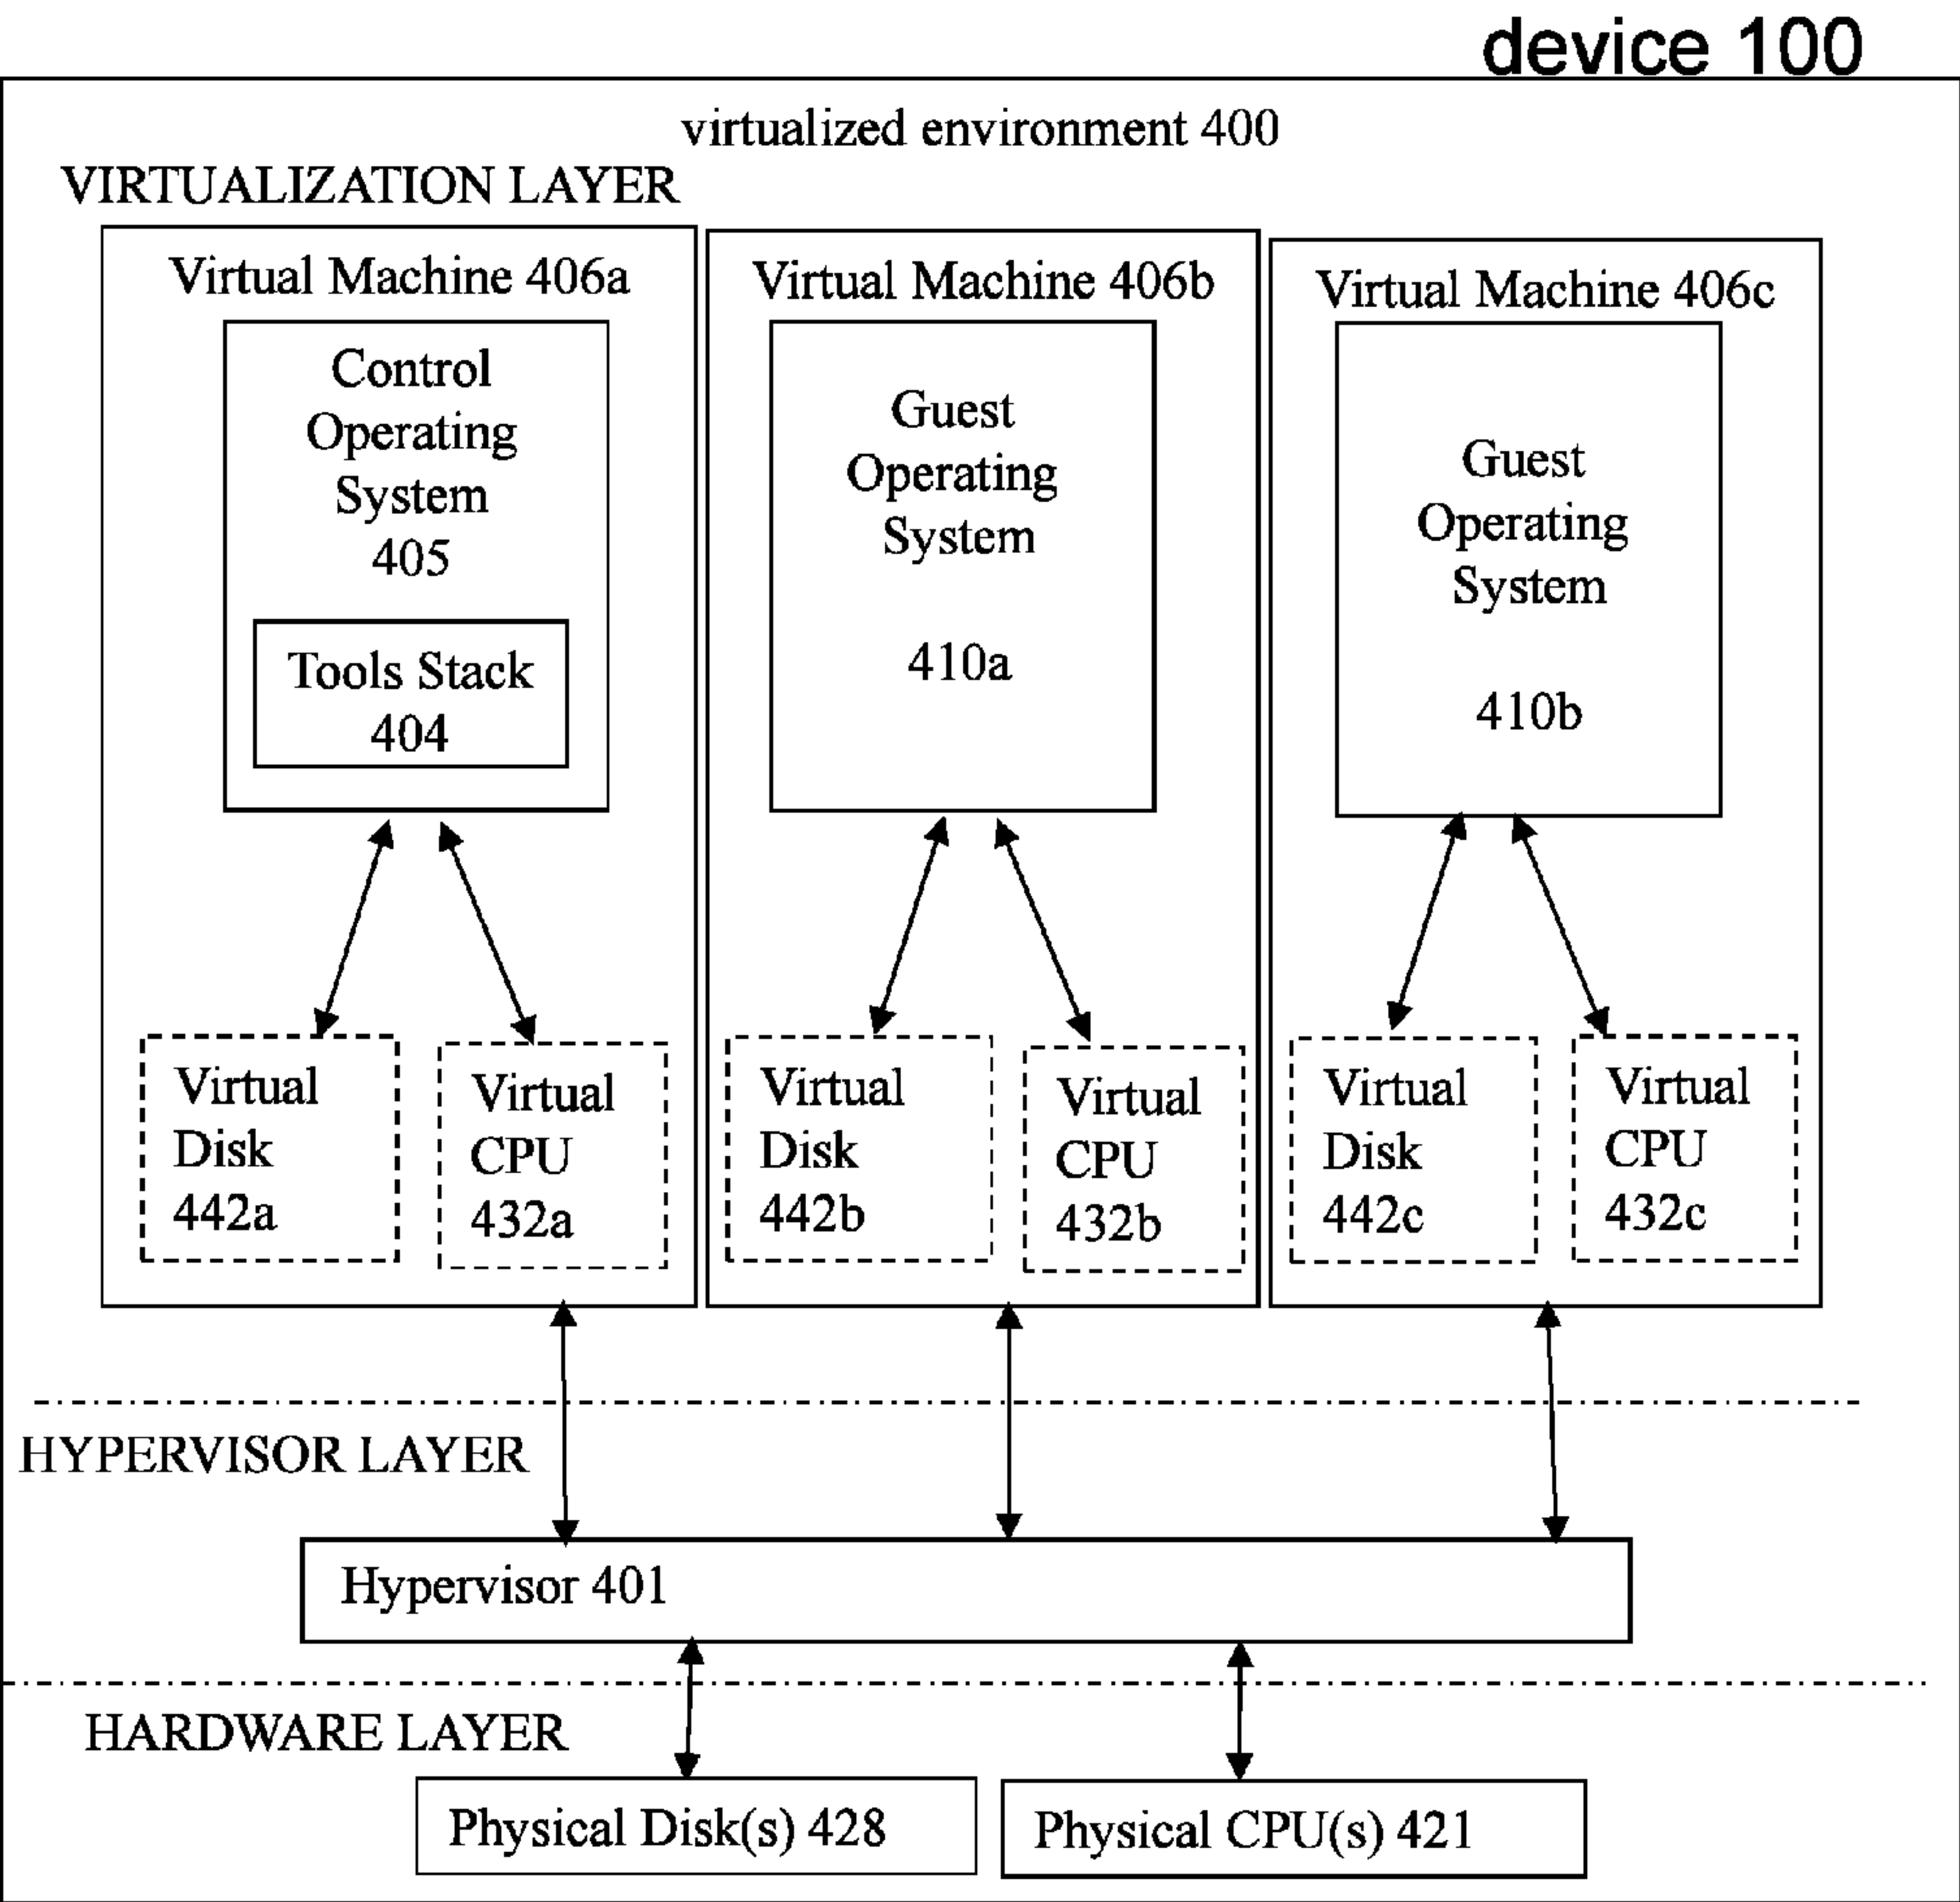 device 100
virtualized environment 400
VIRTUALIZATION LAYER
Virtual Machine 406a
Control
Operating
System
405
Tools Stack
404
Virtual
Disk
442a
Virtual
CPU
432a
Virtual Machine 406b
Guest
Operating
System
410a
Virtual
Disk
442b
Virtual
CPU
432b
Virtual Machine 406c
Guest
Operating
System
410b
Virtual
Disk
442c
Virtual
CPU
432c
HYPERVISOR LAYER
Hypervisor 401
HARDWARE LAYER
Physical Disk(s) 428
Physical CPU(s) 421